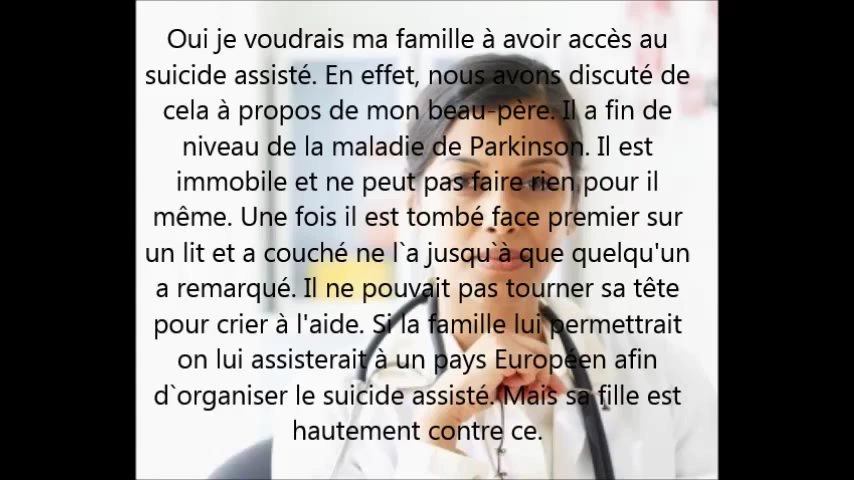 Oui je voudrais ma famille à avoir accès au
suicide assisté. En effet, nous avons discuté de
cela à propos de mon beau-père. Il a fin de
niveau de la maladie de Parkinson. Il est
immobile et ne peut pas faire rien pour il
même. Une fois il est tombé face premier sur
un lit et a couché ne l`a jusqu`à que quelqu'un
a remarqué. Il ne pouvait pas tourner sa tête
pour crier à l'aide. Si la famille lui permettrait
on lui assisterait à un pays Européen afin
d`organiser le suicide assisté. Mais sa fille est
hautement contre ce.